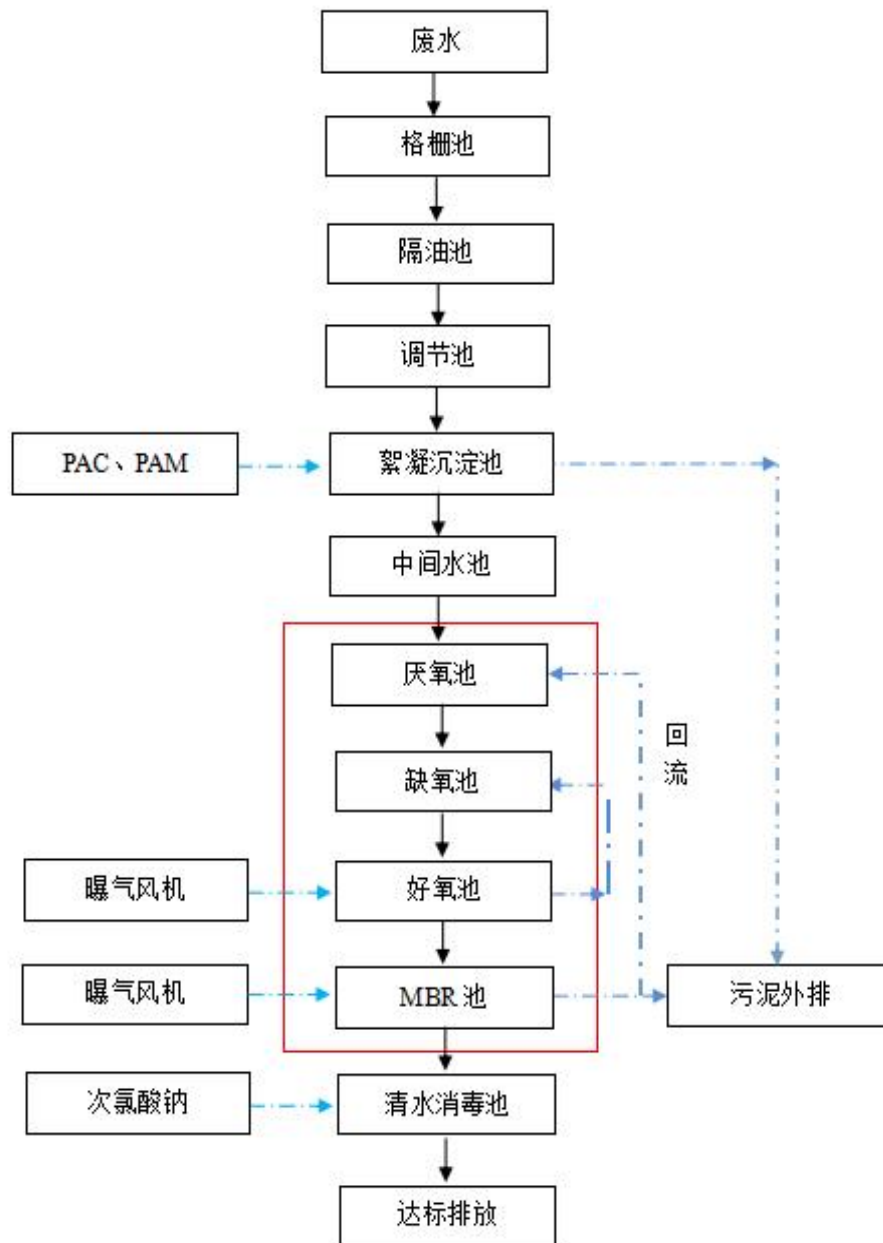 废水
格栅池
隔油池
调节池
PAC、PAM
絮凝沉淀池
中间水池
厌氧池
回
流
缺氧池
曝气风机
好氧池
曝气风机
MBR 池
污泥外排
次氯酸钠
清水消毒池
达标排放